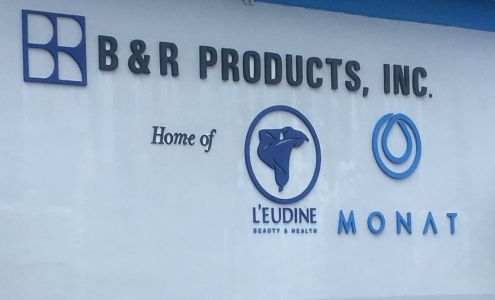 B&R PRODUCTS, INC.
Home of
L'EUDINE
BEAUTY & HEALTH
MONAT